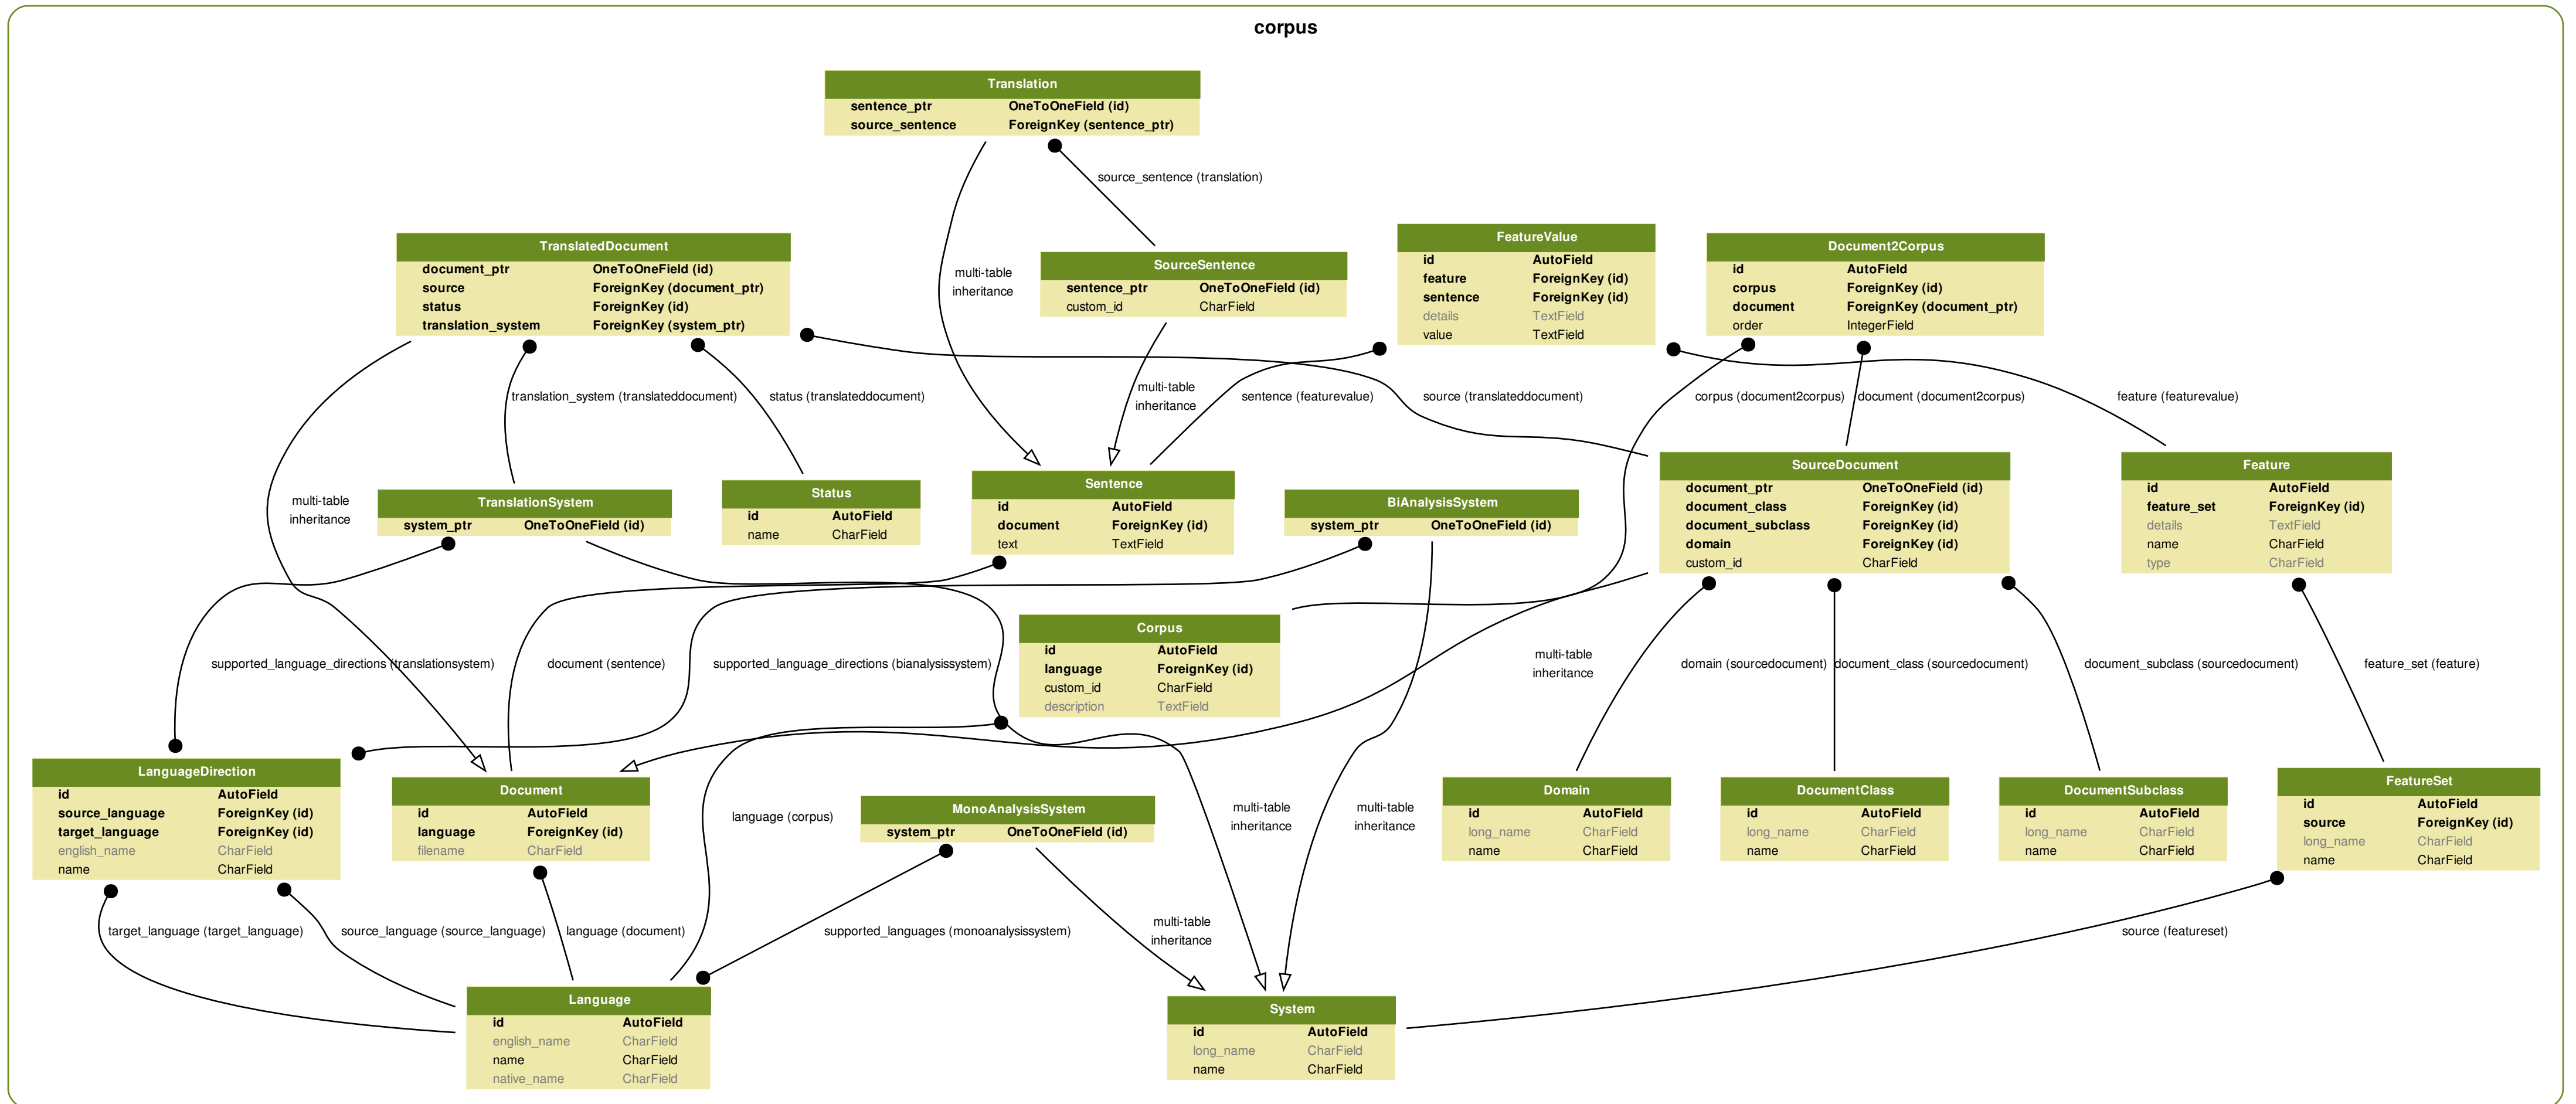 corpus
Translation
sentence_ptr OneToOneField (id)
source_sentence ForeignKey (sentence_ptr)
source_sentence (translation)
multi-table
inheritance
TranslatedDocument
document_ptr OneToOneField (id)
source ForeignKey (document_ptr)
status ForeignKey (id)
translation_system ForeignKey (system_ptr)
SourceSentence
sentence_ptr OneToOneField (id)
custom_id CharField
FeatureValue
id AutoField
feature ForeignKey (id)
sentence ForeignKey (id)
details TextField
value TextField
Document2Corpus
id AutoField
corpus ForeignKey (id)
document ForeignKey (document_ptr)
order IntegerField
translation_system (translateddocument)
status (translateddocument)
multi-table
inheritance
sentence (featurevalue)
source (translateddocument)
corpus (document2corpus)
document (document2corpus)
feature (featurevalue)
multi-table
inheritance
TranslationSystem
system_ptr OneToOneField (id)
Status
id AutoField
name CharField
Sentence
id AutoField
document ForeignKey (id)
text TextField
BiAnalysisSystem
system_ptr OneToOneField (id)
SourceDocument
document_ptr OneToOneField (id)
document_class ForeignKey (id)
document_subclass ForeignKey (id)
domain ForeignKey (id)
custom_id CharField
Feature
id AutoField
feature_set ForeignKey (id)
details TextField
name CharField
type CharField
Corpus
id AutoField
language ForeignKey (id)
custom_id CharField
description TextField
supported_language_directions (translationsystem)
document (sentence)
supported_language_directions (bianalysissystem)
multi-table
inheritance
domain (sourcedocument)
document_class (sourcedocument)
document_subclass (sourcedocument)
feature_set (feature)
LanguageDirection
id AutoField
source_language ForeignKey (id)
target_language ForeignKey (id)
english_name CharField
name CharField
Document
id AutoField
language ForeignKey (id)
filename CharField
language (corpus)
MonoAnalysisSystem
system_ptr OneToOneField (id)
multi-table
inheritance
multi-table
inheritance
Domain
id AutoField
long_name CharField
name CharField
DocumentClass
id AutoField
long_name CharField
name CharField
DocumentSubclass
id AutoField
long_name CharField
name CharField
FeatureSet
id AutoField
source ForeignKey (id)
long_name CharField
name CharField
target_language (target_language)
source_language (source_language)
language (document)
supported_languages (monoanalysissystem)
multi-table
inheritance
source (featureset)
Language
id AutoField
english_name CharField
name CharField
native_name CharField
System
id AutoField
long_name CharField
name CharField